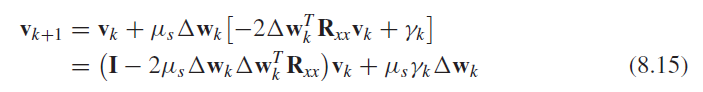 v_{k+1} = v_k + μ_s Δw_k [−2Δw_k^T R_{xx} v_k + γ_k]
= (I − 2μ_s Δw_k Δw_k^T R_{xx}) v_k + μ_s γ_k Δw_k (8.15)